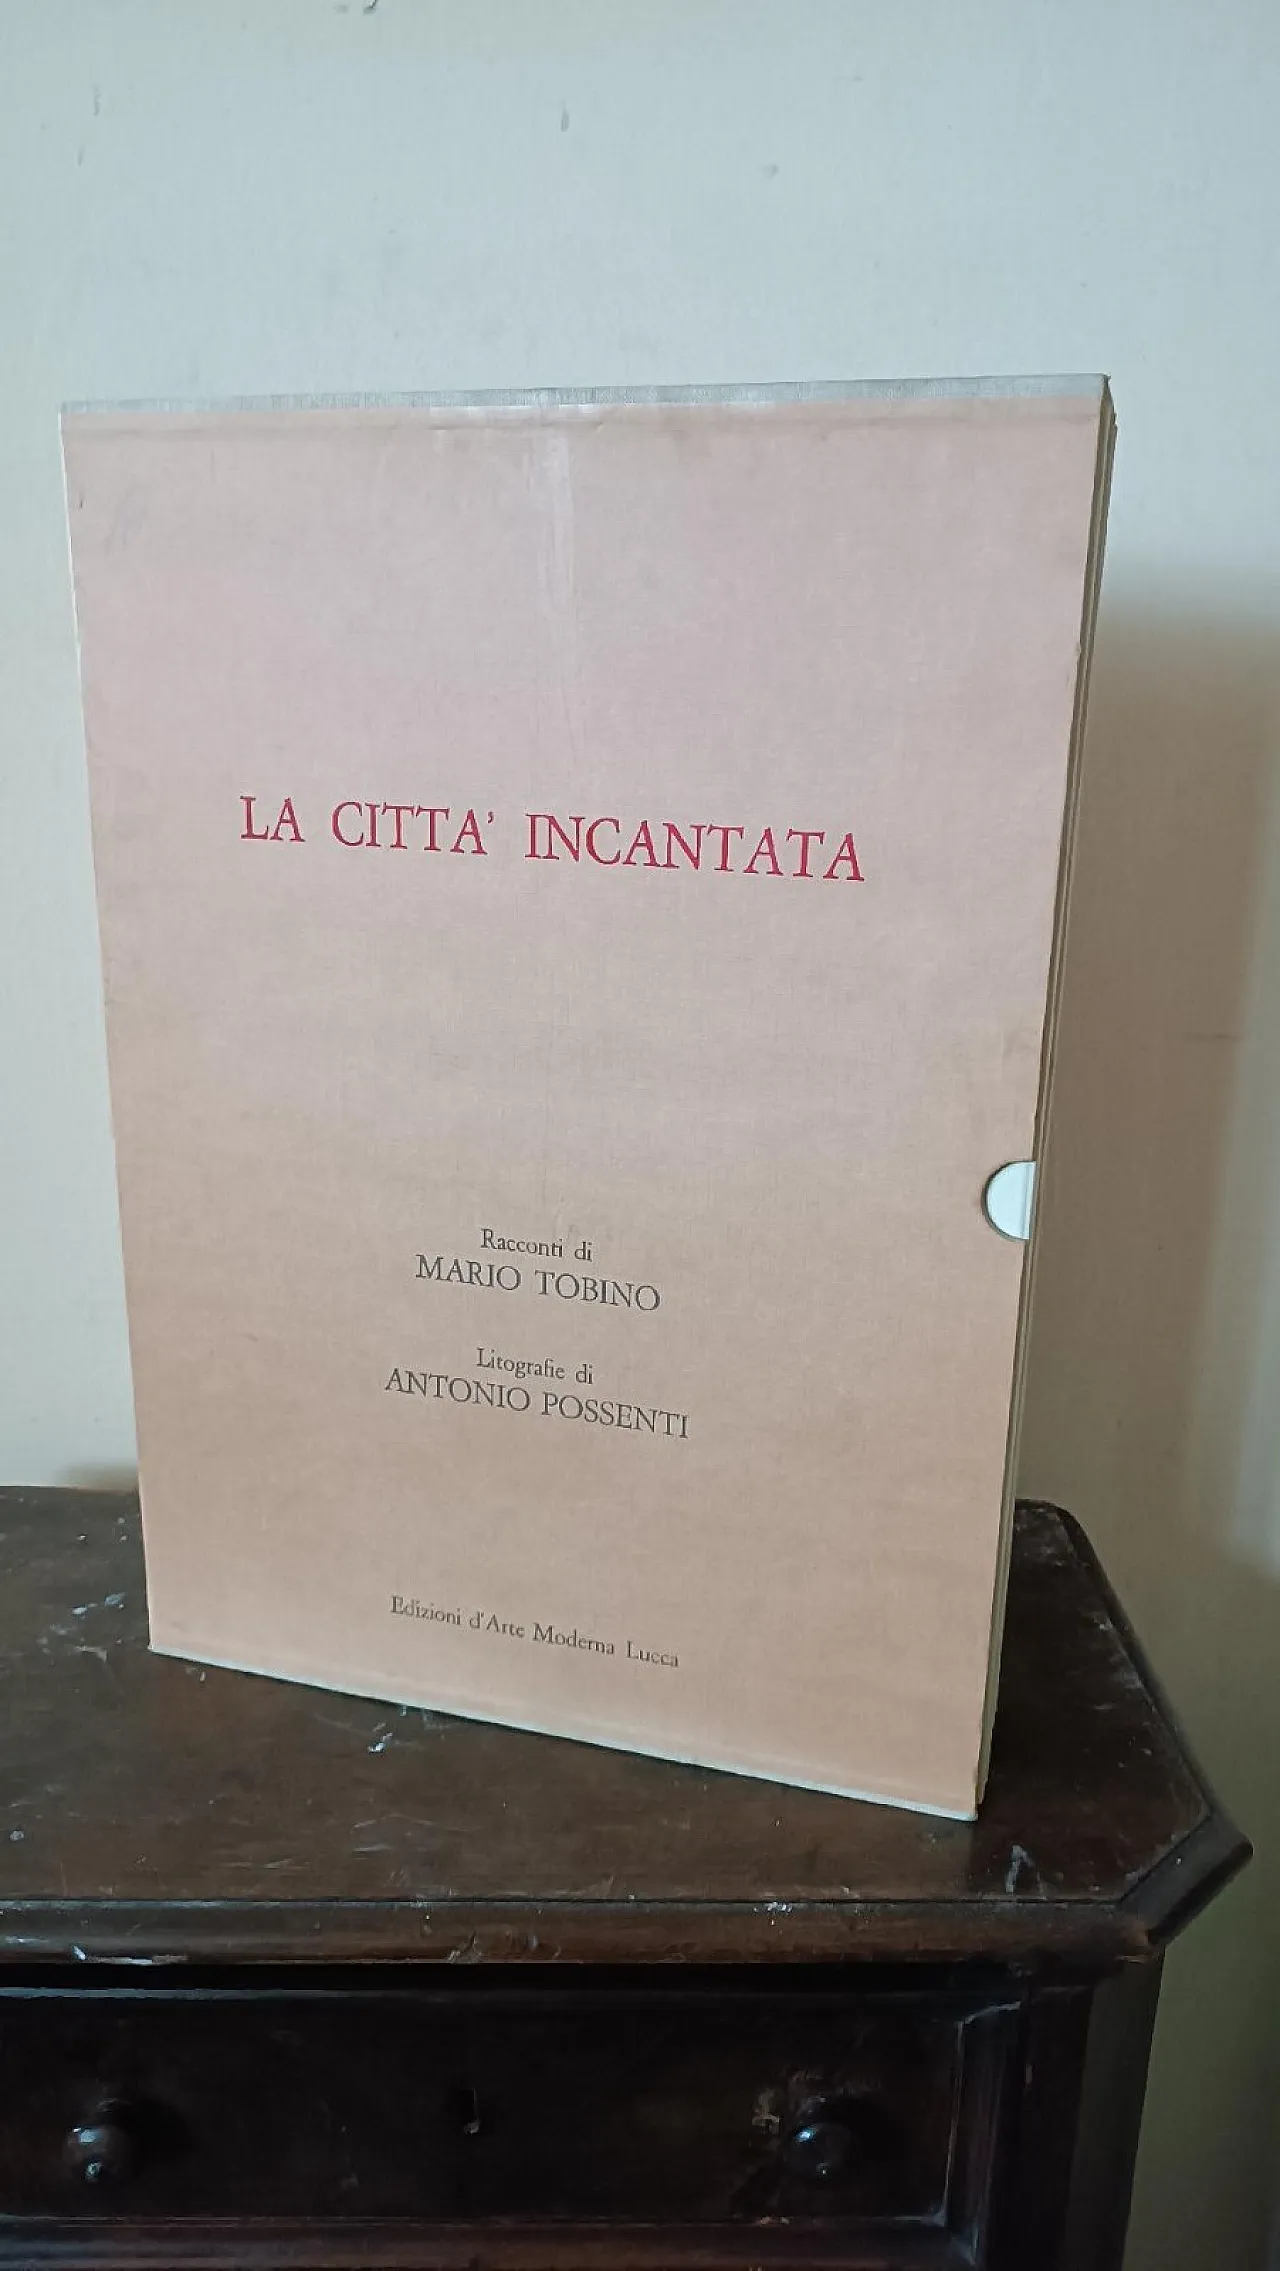 LA CITTA' INCANTATA
Racconti di
MARIO TOBINO
Litografie di
ANTONIO POSSENTI
Edizioni d'Arte Moderna Lucca